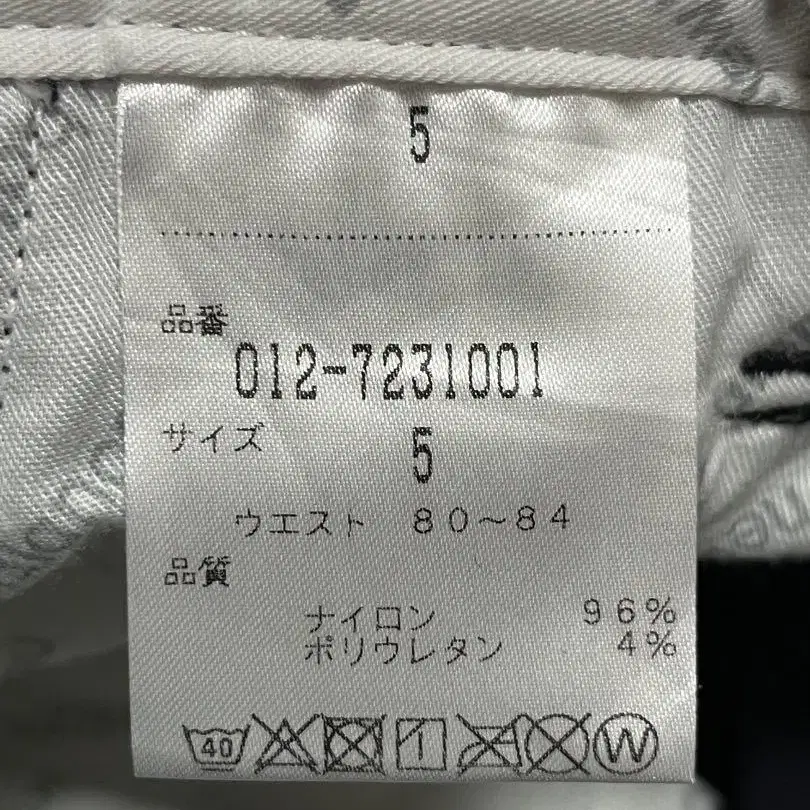 5
品番
012-7231001
サイズ
5
ウエスト 80～84
品質
ナイロン 96%
ポリウレタン 4%
40
W